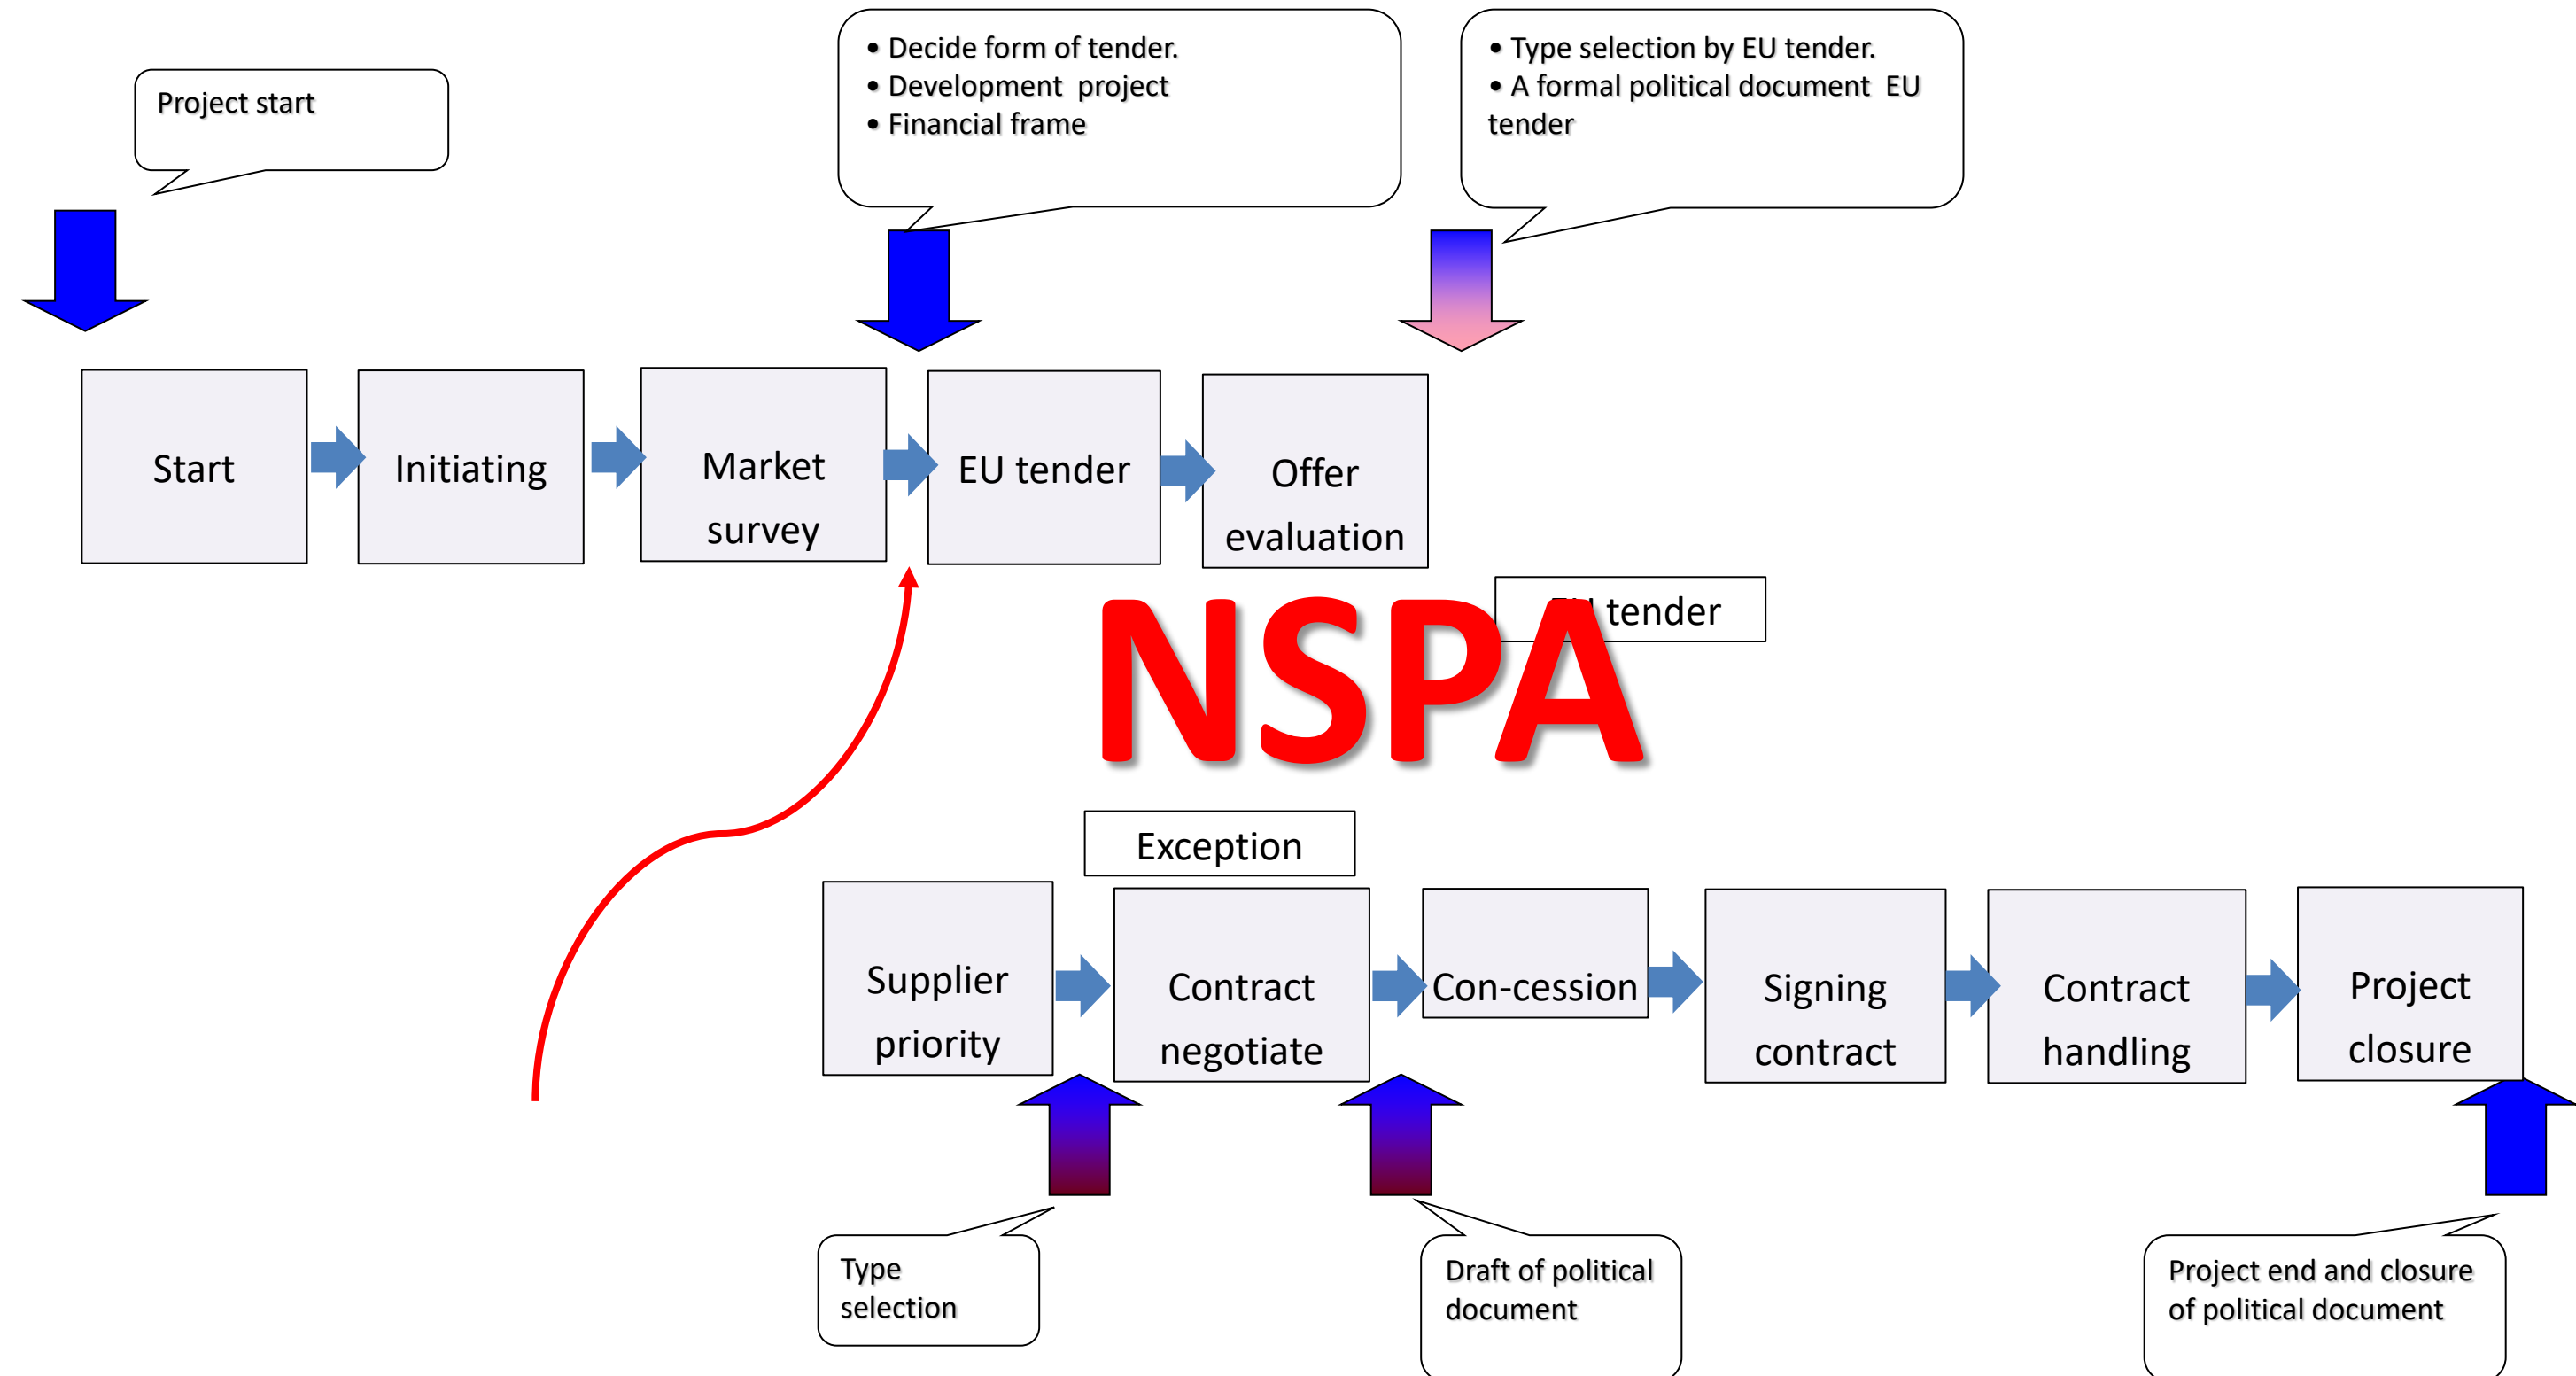 Project start
• Decide form of tender.
• Development project
• Financial frame
• Type selection by EU tender.
• A formal political document EU
tender
Start
Initiating
Market
survey
EU tender
Offer
evaluation
EU tender
NSPA
Exception
Supplier
priority
Contract
negotiate
Con-cession
Signing
contract
Contract
handling
Project
closure
Type
selection
Draft of political
document
Project end and closure
of political document